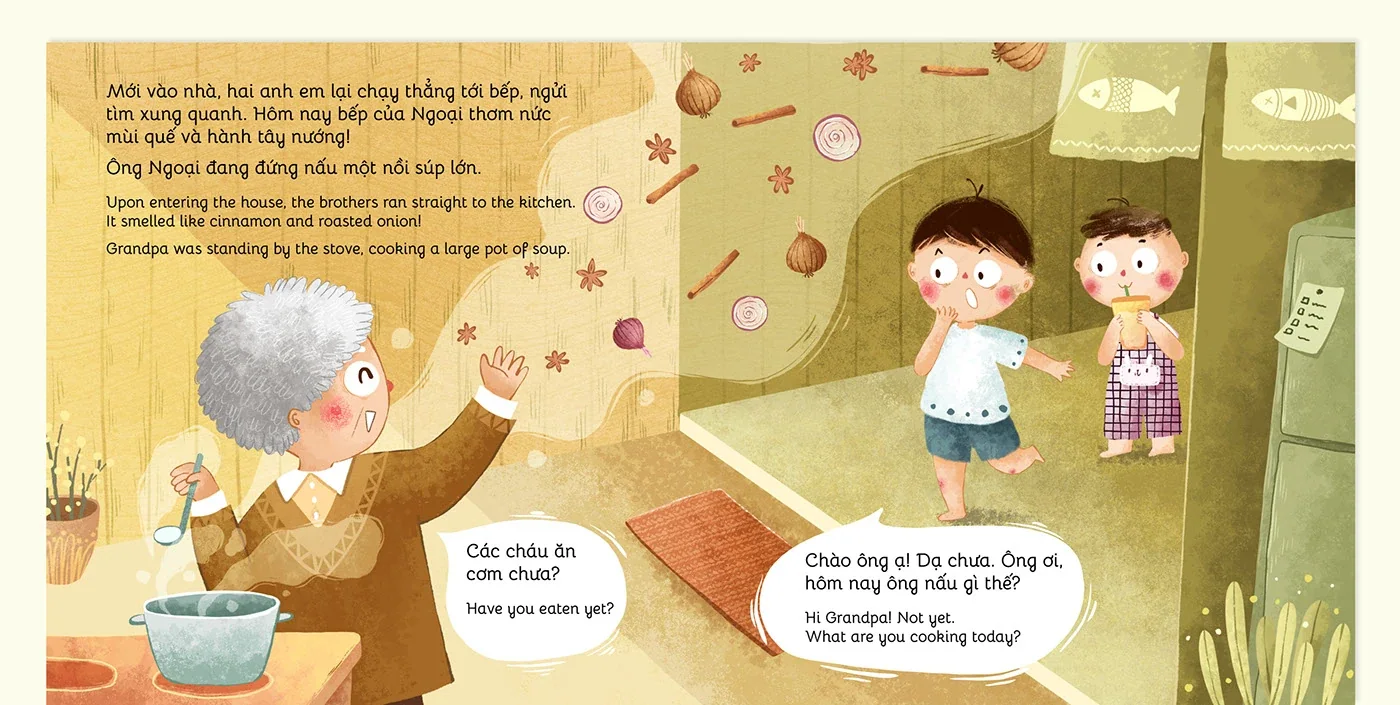 Mới vào nhà, hai anh em lại chạy thẳng tới bếp, ngửi
tìm xung quanh. Hôm nay bếp của Ngoại thơm nức
mùi quế và hành tây nướng!
Ông Ngoại đang đứng nấu một nồi súp lớn.
Upon entering the house, the brothers ran straight to the kitchen.
It smelled like cinnamon and roasted onion!
Grandpa was standing by the stove, cooking a large pot of soup.
Các cháu ăn
cơm chưa?
Have you eaten yet?
Chào ông ạ! Dạ chưa. Ông ơi,
hôm nay ông nấu gì thế?
Hi Grandpa! Not yet.
What are you cooking today?